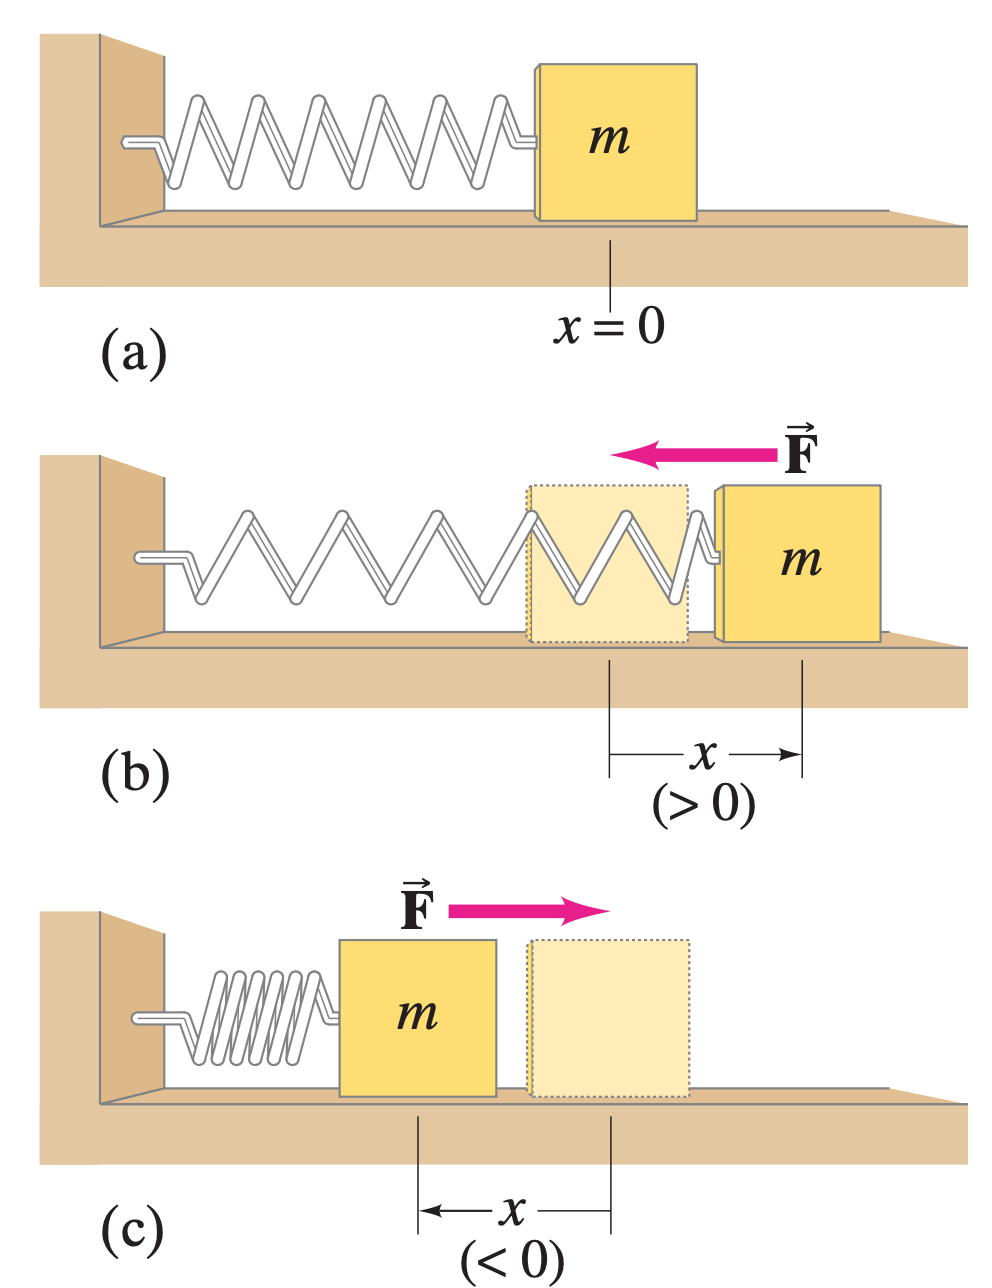 m
x = 0
(a)
F⃗
m
x
(> 0)
(b)
F⃗
m
x
(< 0)
(c)